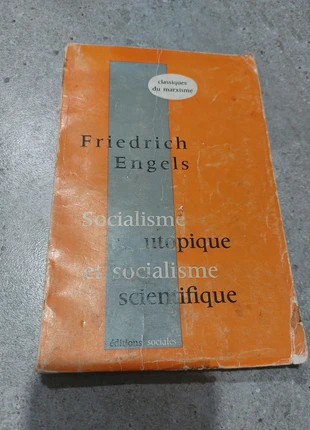 classiques
du marxisme
Friedrich
Engels
Socialisme
utopique
et socialisme
scientifique
éditions sociales